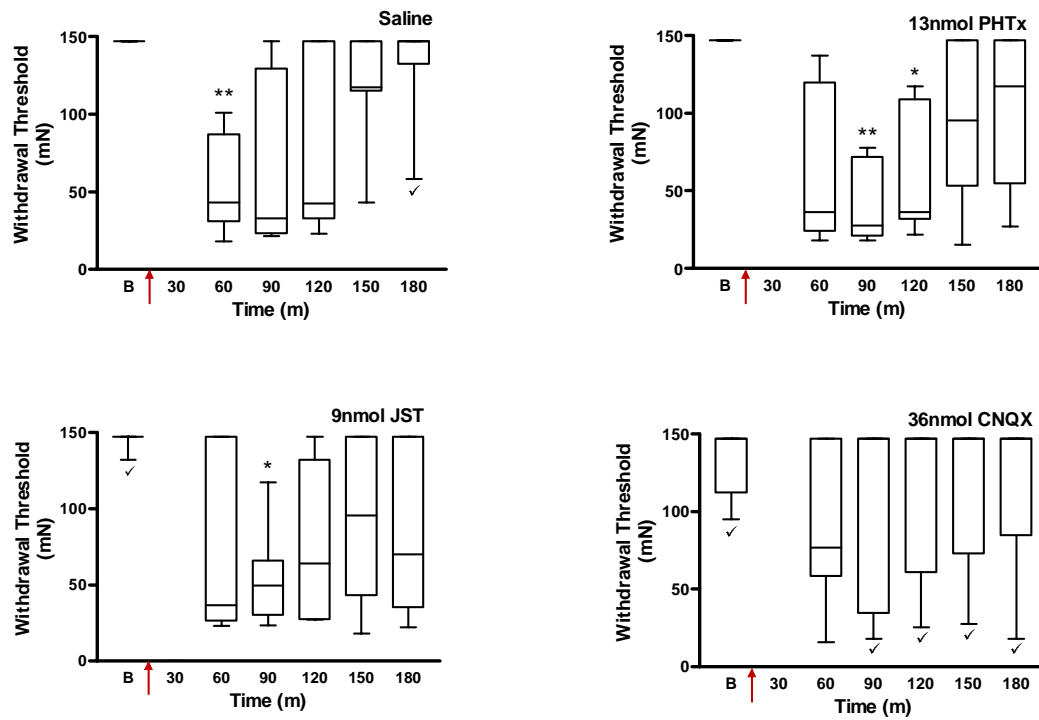 Saline
Withdrawal Threshold
(mN)
150
100
50
0
**
✓
B 30 60 90 120 150 180
Time (m)
13nmol PHTx
Withdrawal Threshold
(mN)
150
100
50
0
**
*
B 30 60 90 120 150 180
Time (m)
9nmol JST
Withdrawal Threshold
(mN)
150
100
50
0
✓
*
B 30 60 90 120 150 180
Time (m)
36nmol CNQX
Withdrawal Threshold
(mN)
150
100
50
0
✓ ✓ ✓ ✓ ✓
B 30 60 90 120 150 180
Time (m)